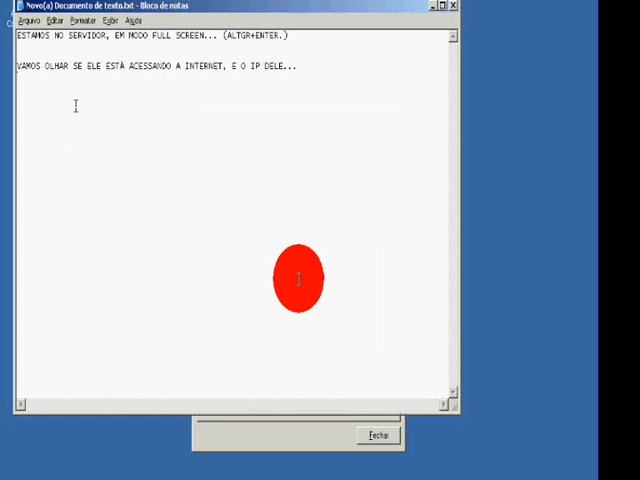 Novo(a) Documento de texto.txt - Bloco de notas
Arquivo Editar Formatar Exibir Ajuda
ESTAMOS NO SERVIDOR, EM MODO FULL SCREEN... (ALTGR+ENTER.)
VAMOS OLHAR SE ELE ESTÀ ACESSANDO A INTERNET, E O IP DELE...
Fechar